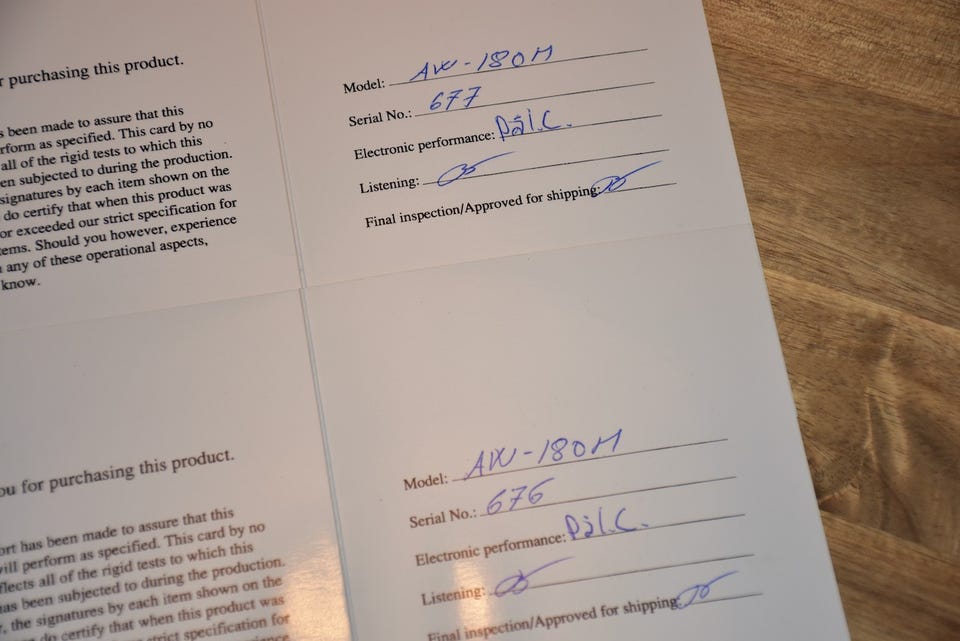 r purchasing this product.
s been made to assure that this
rform as specified. This card by no
all of the rigid tests to which this
en subjected to during the production.
signatures by each item shown on the
do certify that when this product was
or exceeded our strict specification for
tems. Should you however, experience
any of these operational aspects,
know.
Model: AW-180M
Serial No.: 677
Electronic performance: Pål.C.
Listening:
Final inspection/Approved for shipping:
ou for purchasing this product.
ort has been made to assure that this
will perform as specified. This card by no
flects all of the rigid tests to which this
has been subjected to during the production.
, the signatures by each item shown on the
do certify that when this product was
strict specification for
experience
Model: AW-180M
Serial No.: 676
Electronic performance: Pål.C.
Listening:
Final inspection/Approved for shipping: